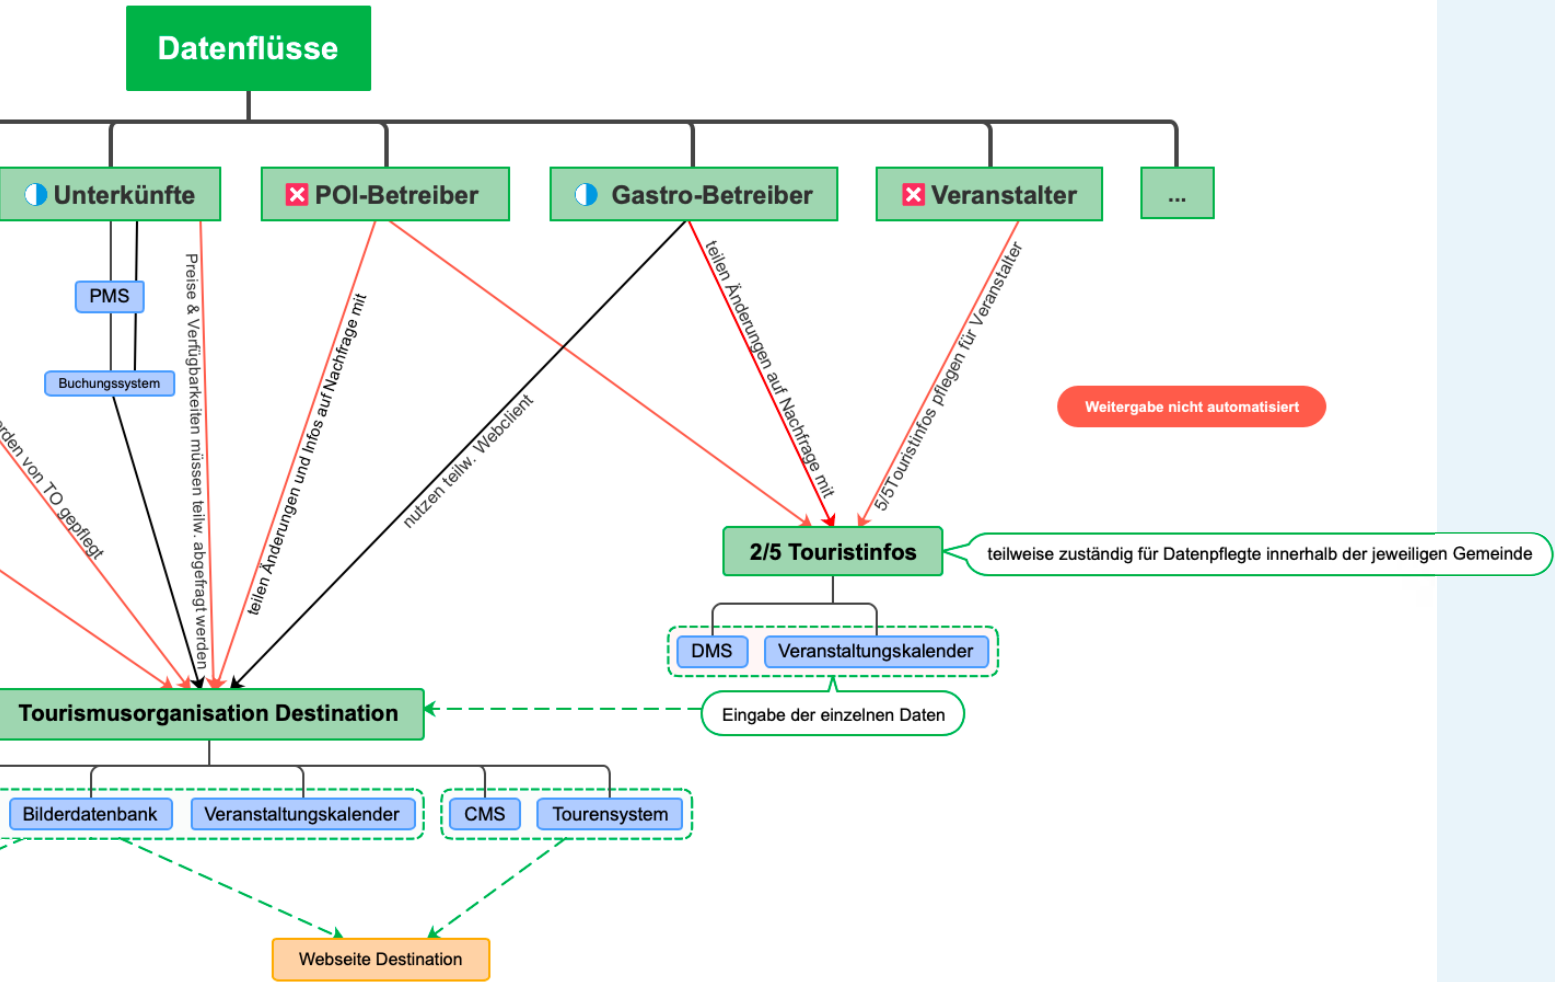 Datenflüsse
Unterkünfte
POI-Betreiber
Gastro-Betreiber
Veranstalter
...
PMS
Buchungssystem
Preise & Verfügbarkeiten müssen teilw. abgefragt werden
teilen Änderungen und Infos auf Nachfrage mit
nutzen teilw. Webclient
teilen Änderungen auf Nachfrage mit
5/5Touristinfos pflegen für Veranstalter
Weitergabe nicht automatisiert
von TO gepflegt
2/5 Touristinfos
teilweise zuständig für Datenpflegte innerhalb der jeweiligen Gemeinde
DMS
Veranstaltungskalender
Tourismusorganisation Destination
Eingabe der einzelnen Daten
Bilderdatenbank
Veranstaltungskalender
CMS
Tourensystem
Webseite Destination